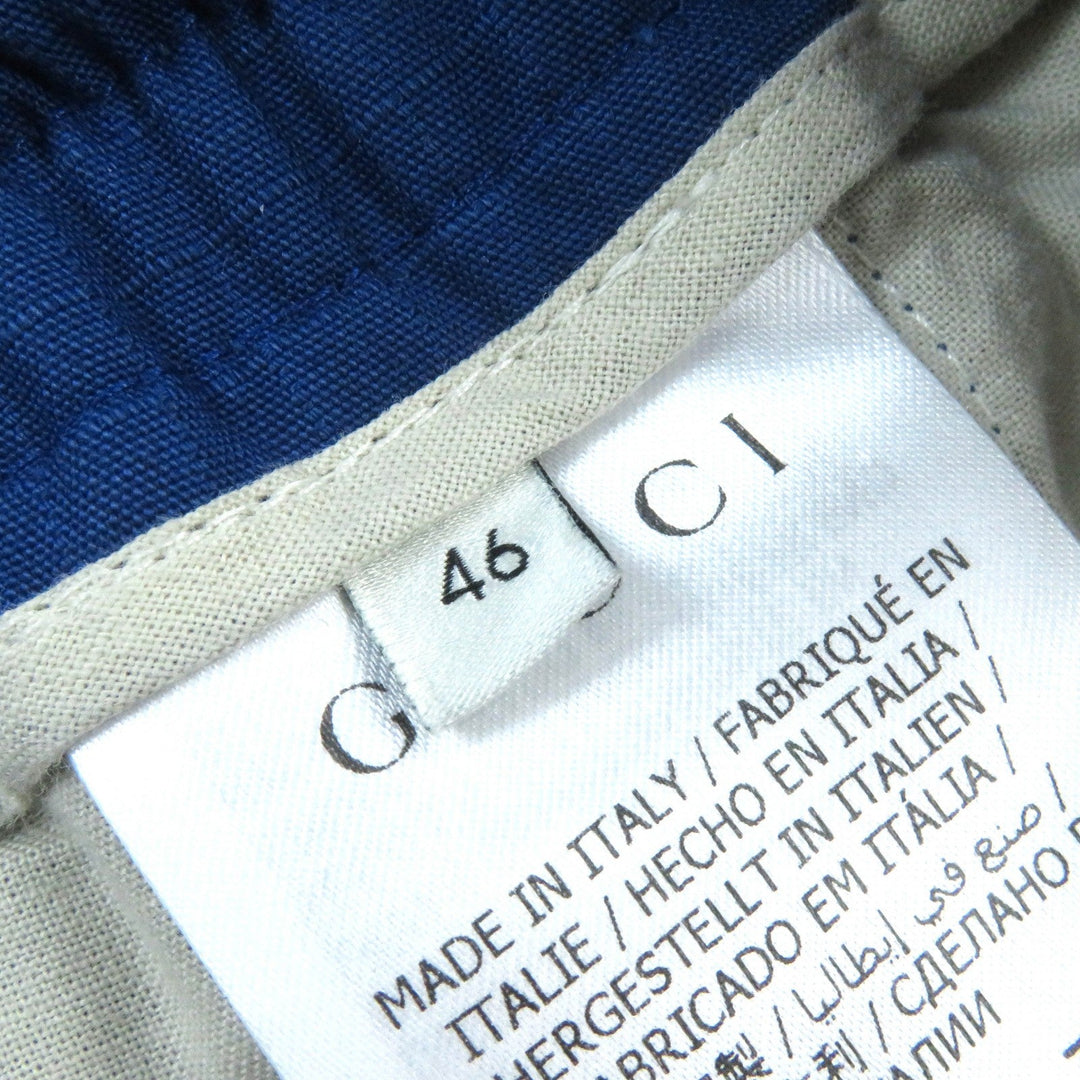 46
G C I
MADE IN ITALY / FABRIQUÉ EN
ITALIE / HECHO EN ITALIA /
HERGESTELLT IN ITALIEN /
FABRICADO EM ITÁLIA /
/ صنع في إيطاليا /
/ СДЕЛАНО